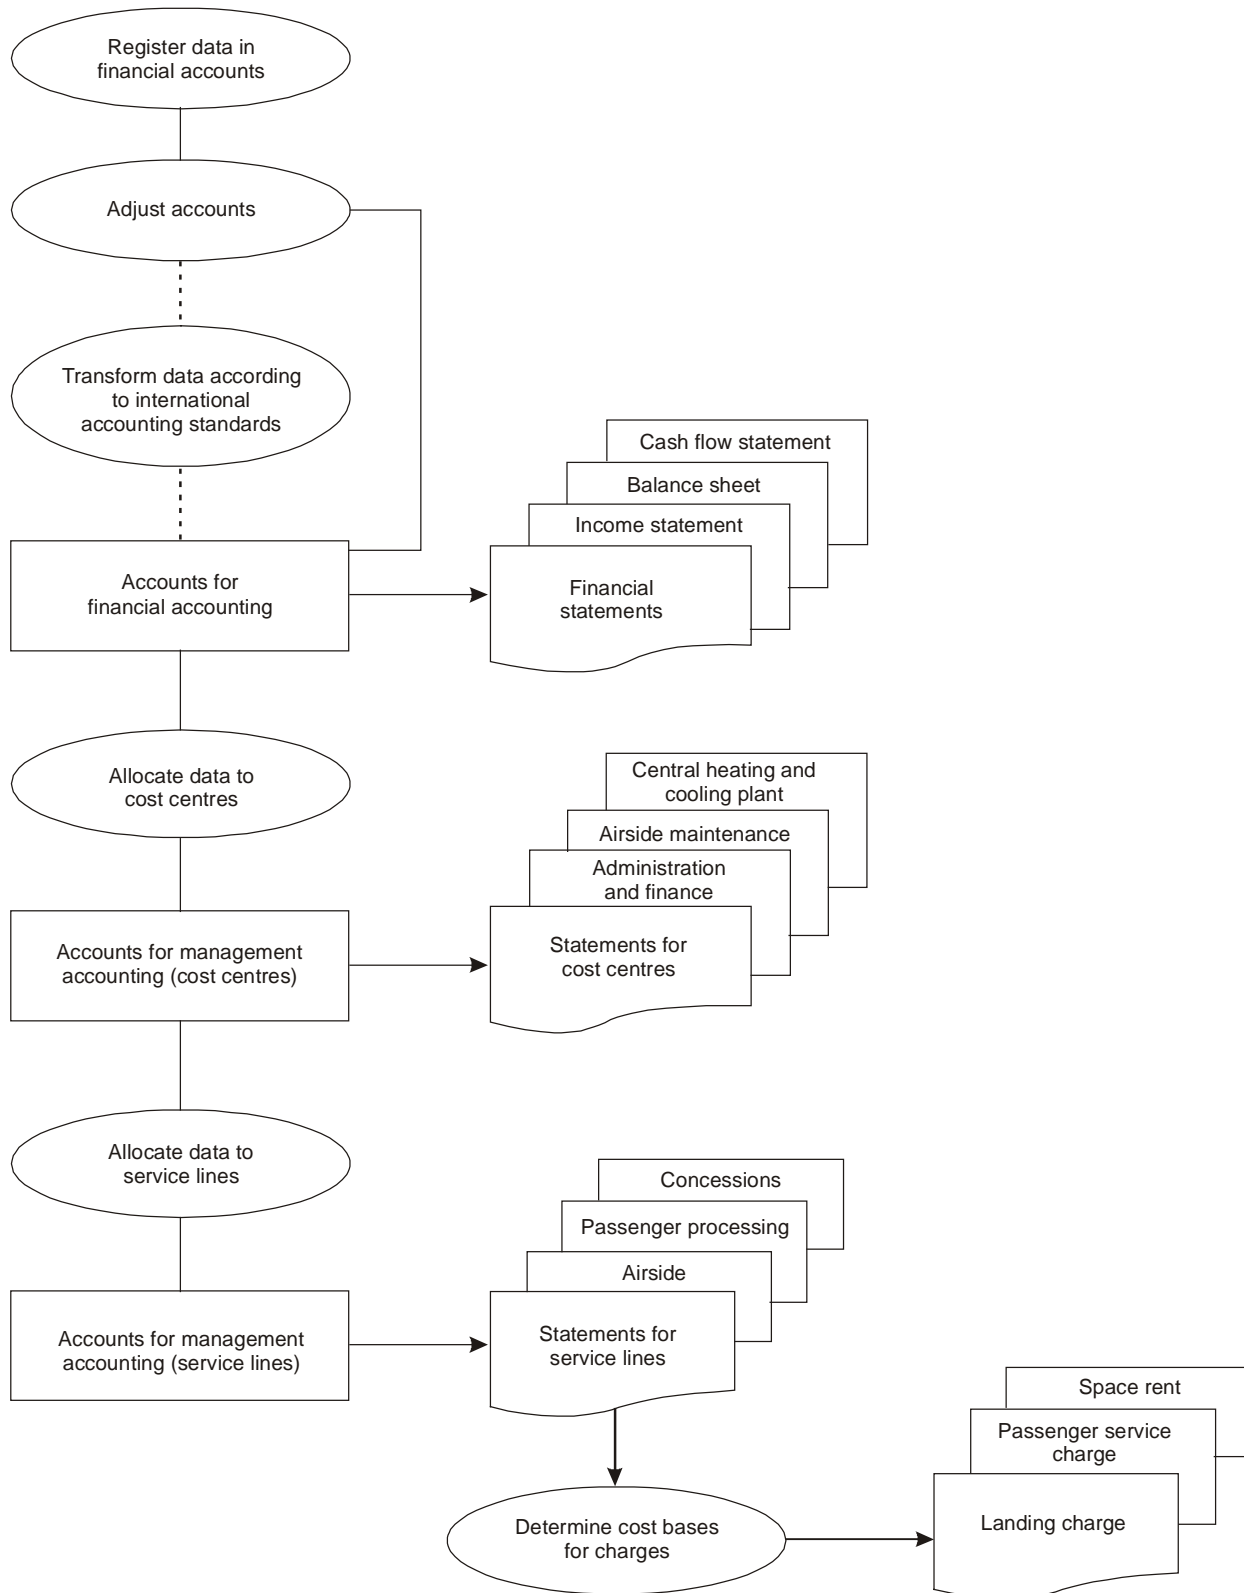 Register data in
financial accounts
Adjust accounts
Transform data according
to international
accounting standards
Cash flow statement
Balance sheet
Income statement
Accounts for
financial accounting
Financial
statements
Allocate data to
cost centres
Central heating and
cooling plant
Airside maintenance
Administration
and finance
Accounts for management
accounting (cost centres)
Statements for
cost centres
Allocate data to
service lines
Concessions
Passenger processing
Airside
Accounts for management
accounting (service lines)
Statements for
service lines
Space rent
Passenger service
charge
Landing charge
Determine cost bases
for charges